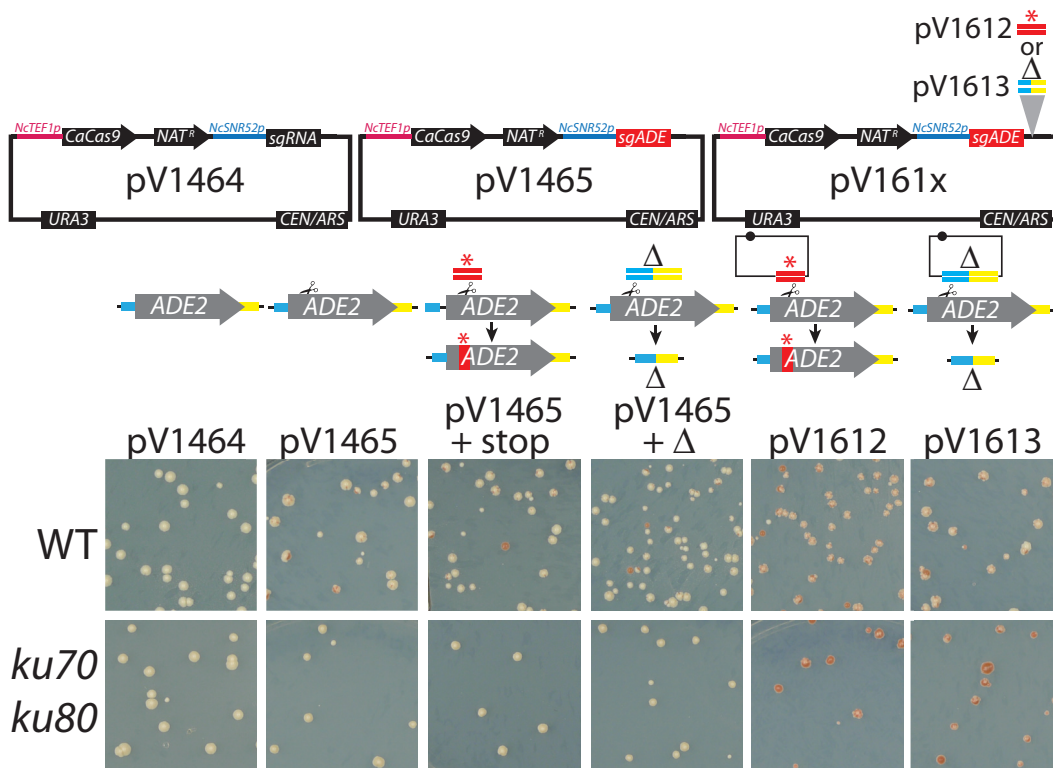 pV1612 *
or
Δ
pV1613
NcTEF1p CaCas9 NAT R NcSNR52p sgRNA
pV1464
URA3 CEN/ARS
NcTEF1p CaCas9 NAT R NcSNR52p sgADE
pV1465
URA3 CEN/ARS
NcTEF1p CaCas9 NAT R NcSNR52p sgADE
pV161x
URA3 CEN/ARS
* Δ * Δ
ADE2 ADE2 ADE2 ADE2 ADE2 ADE2
* *
ADE2 Δ ADE2 Δ
pV1464 pV1465 pV1465 + stop pV1465 + Δ pV1612 pV1613
WT
ku70
ku80